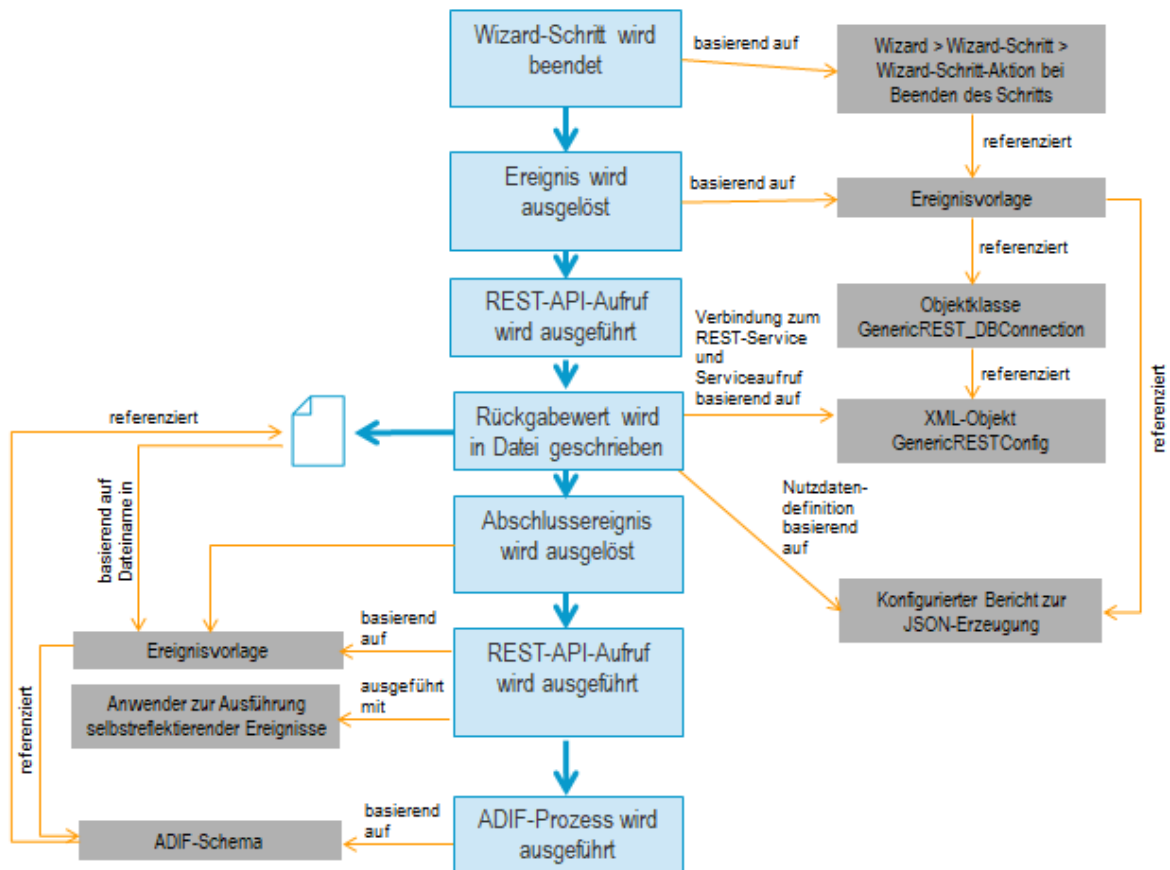 Wizard-Schritt wird
beendet
basierend auf
Wizard > Wizard-Schritt >
Wizard-Schritt-Aktion bei
Beenden des Schritts
referenziert
Ereignis wird
ausgelöst
basierend auf
Ereignisvorlage
referenziert
REST-API-Aufruf
wird ausgeführt
Verbindung zum
REST-Service
und
Serviceaufruf
basierend auf
Objektklasse
GenericREST_DBConnection
referenziert
referenziert
referenziert
Rückgabewert wird
in Datei geschrieben
XML-Objekt
GenericRESTConfig
Nutzdaten-
definition
basierend
auf
basierend auf
Dateiname in
Abschlussereignis
wird ausgelöst
Konfigurierter Bericht zur
JSON-Erzeugung
Ereignisvorlage
basierend
auf
REST-API-Aufruf
wird ausgeführt
Anwender zur Ausführung
selbstreflektierender Ereignisse
ausgeführt
mit
referenziert
ADIF-Schema
basierend
auf
ADIF-Prozess wird
ausgeführt